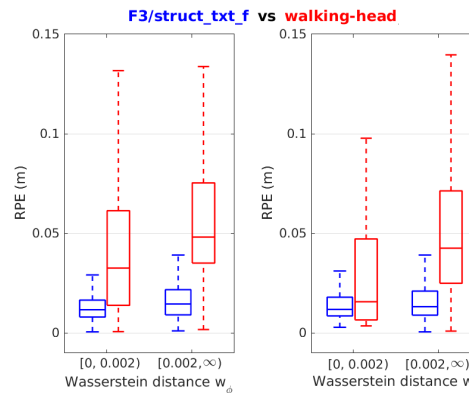 F3/struct_txt_f vs walking-head
0.15
0.1
0.05
0
RPE (m)
[0, 0.002)
[0.002,∞)
Wasserstein distance w_ϕ
0.15
0.1
0.05
0
RPE (m)
[0, 0.002)
[0.002,∞)
Wasserstein distance w